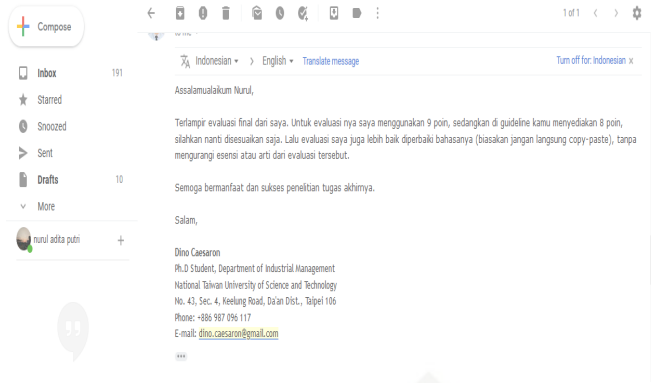 Compose
1 of 1
Inbox 191
Starred
Snoozed
Sent
Drafts 10
More
nurul adita putri
to me
Indonesian > English Translate message Turn off for: Indonesian x
Assalamualaikum Nurul,
Terlampir evaluasi final dari saya. Untuk evaluasi nya saya menggunakan 9 poin, sedangkan di guideline kamu menyediakan 8 poin,
silahkan nanti disesuaikan saja. Lalu evaluasi saya juga lebih baik diperbaiki bahasanya (biasakan jangan langsung copy-paste), tanpa
mengurangi esensi atau arti dari evaluasi tersebut.
Semoga bermanfaat dan sukses penelitian tugas akhirnya.
Salam,
Dino Caesaron
Ph.D Student, Department of Industrial Management
National Taiwan University of Science and Technology
No. 43, Sec. 4, Keelung Road, Da'an Dist., Taipei 106
Phone: +886 987 096 117
E-mail: dino.caesaron@gmail.com